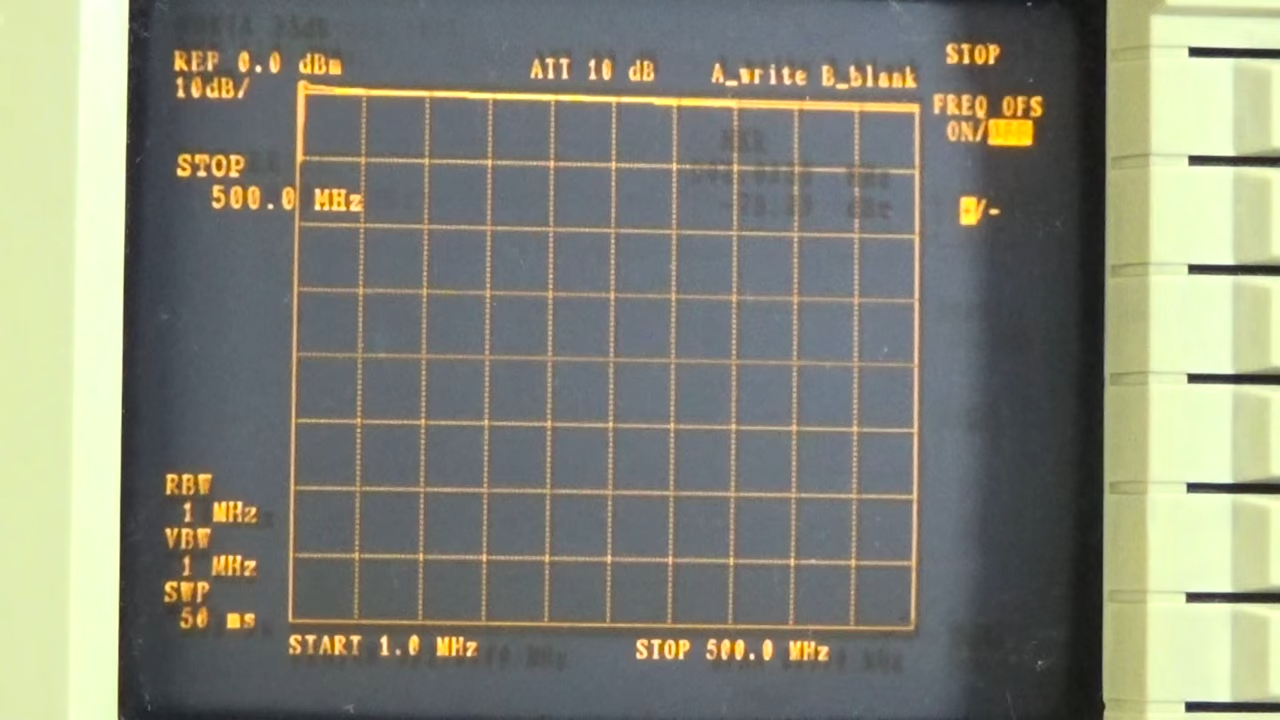 REF 0.0 dBm
10dB/
ATT 10 dB
A_write B_blank
STOP
500.0 MHz
RBW
1 MHz
VBW
1 MHz
SWP
50 ms
START 1.0 MHz
STOP 500.0 MHz
STOP
FREQ OFS
ON/OFF
+/-